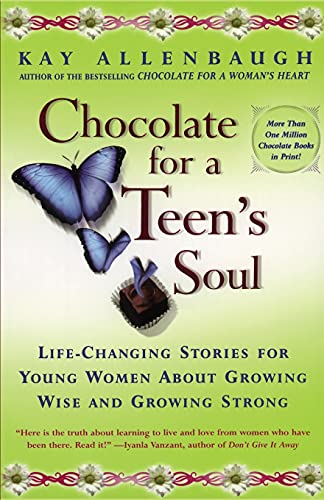 KAY ALLENBAUGH
AUTHOR OF THE BESTSELLING CHOCOLATE FOR A WOMAN'S HEART
Chocolate
for a
Teen's
Soul
More Than
One Million
Chocolate Books
in Print!
LIFE-CHANGING STORIES FOR
YOUNG WOMEN ABOUT GROWING
WISE AND GROWING STRONG
"Here is the truth about learning to live and love from women who have
been there. Read it!" —Iyanla Vanzant, author of Don't Give It Away